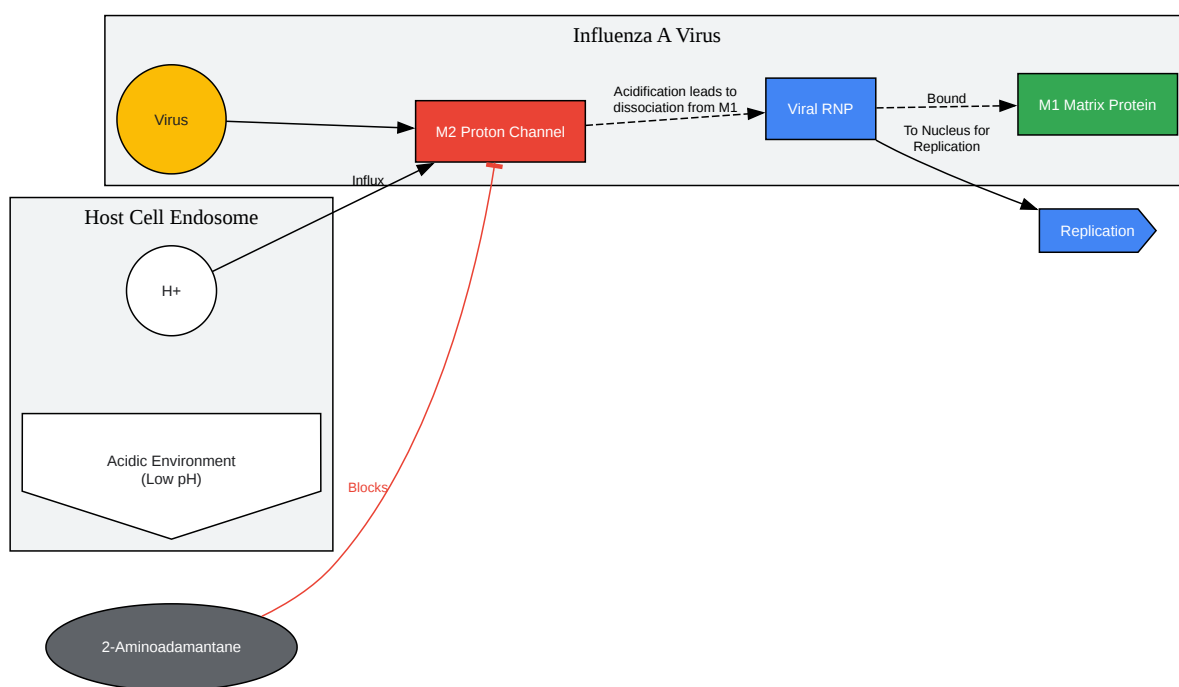 Influenza A Virus
Virus
M2 Proton Channel
Acidification leads to
dissociation from M1
Viral RNP
Bound
M1 Matrix Protein
To Nucleus for
Replication
Influx
Replication
Host Cell Endosome
H+
Acidic Environment
(Low pH)
Blocks
2-Aminoadamantane